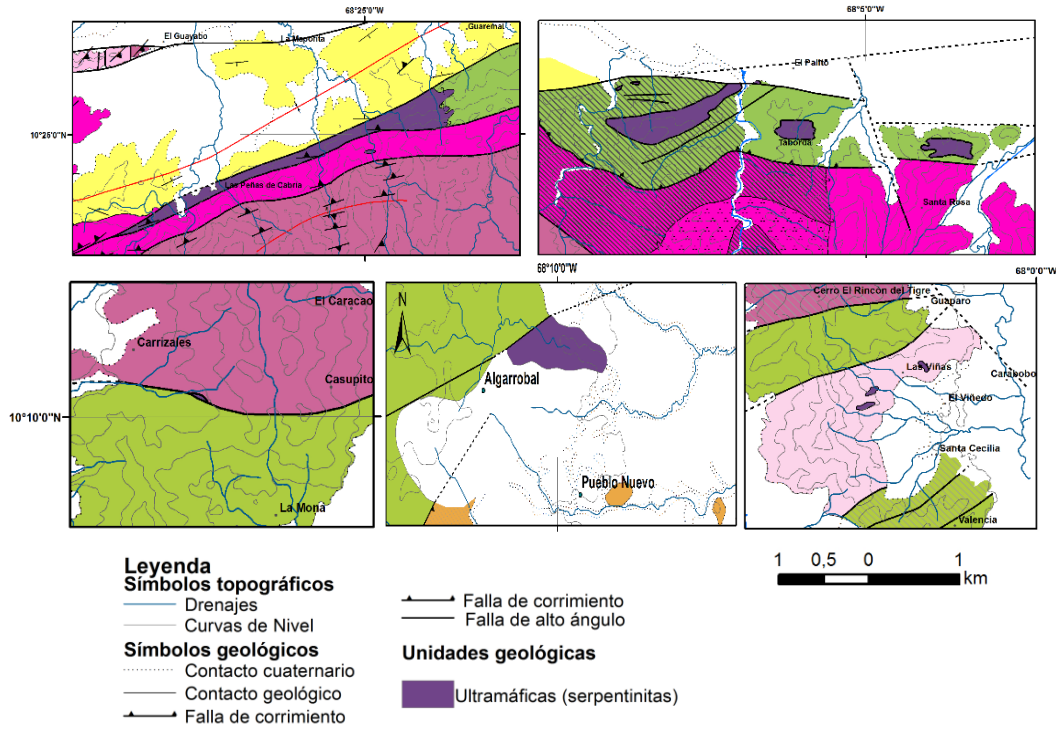 68°25'0"W
68°5'0"W
El Guayabo
La Maponta
Guaremal
10°25'0"N
Las Peñas de Cabria
El Palito
Taborda
Santa Rosa
68°10'0"W
68°0'0"W
El Caracao
Carrizales
Casupito
10°10'0"N
La Mona
N
Algarrobal
Pueblo Nuevo
Cerro El Rincón del Tigre
Guaparo
Las Viñas
Carabobo
El Viñedo
Santa Cecilia
Valencia
Leyenda
Símbolos topográficos
Drenajes
Curvas de Nivel
Símbolos geológicos
Contacto cuaternario
Contacto geológico
Falla de corrimiento
Falla de corrimiento
Falla de alto ángulo
Unidades geológicas
Ultramáficas (serpentinitas)
1 0,5 0 1
km